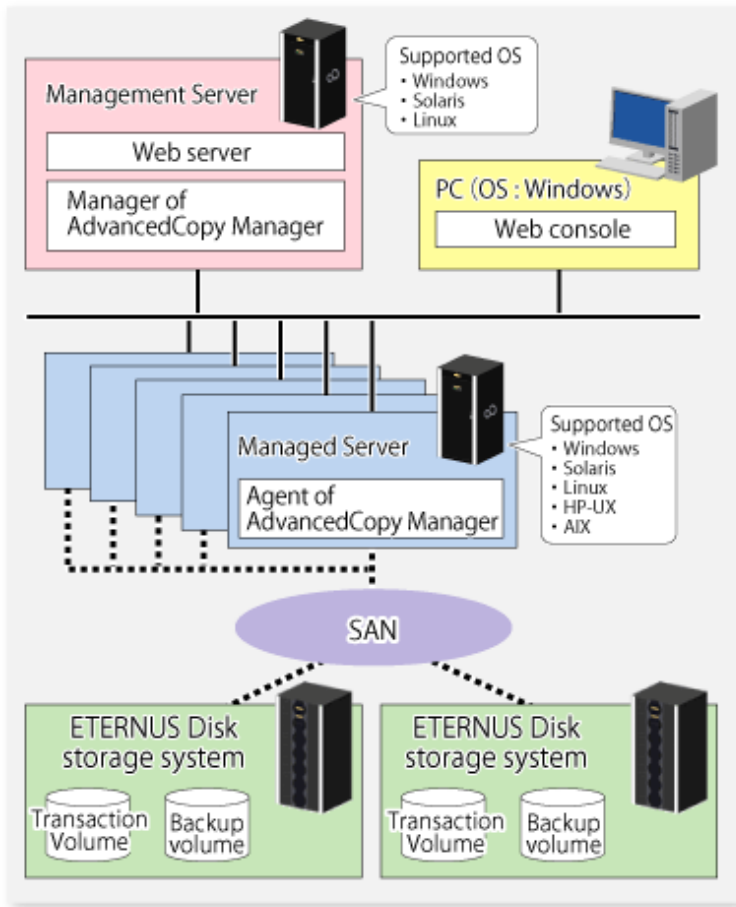 Management Server
Supported OS
・Windows
・Solaris
・Linux
Web server
Manager of
AdvancedCopy Manager
PC (OS : Windows)
Web console
Managed Server
Agent of
AdvancedCopy Manager
Supported OS
・Windows
・Solaris
・Linux
・HP-UX
・AIX
SAN
ETERNUS Disk
storage system
Transaction
Volume
Backup
volume
ETERNUS Disk
storage system
Transaction
Volume
Backup
volume